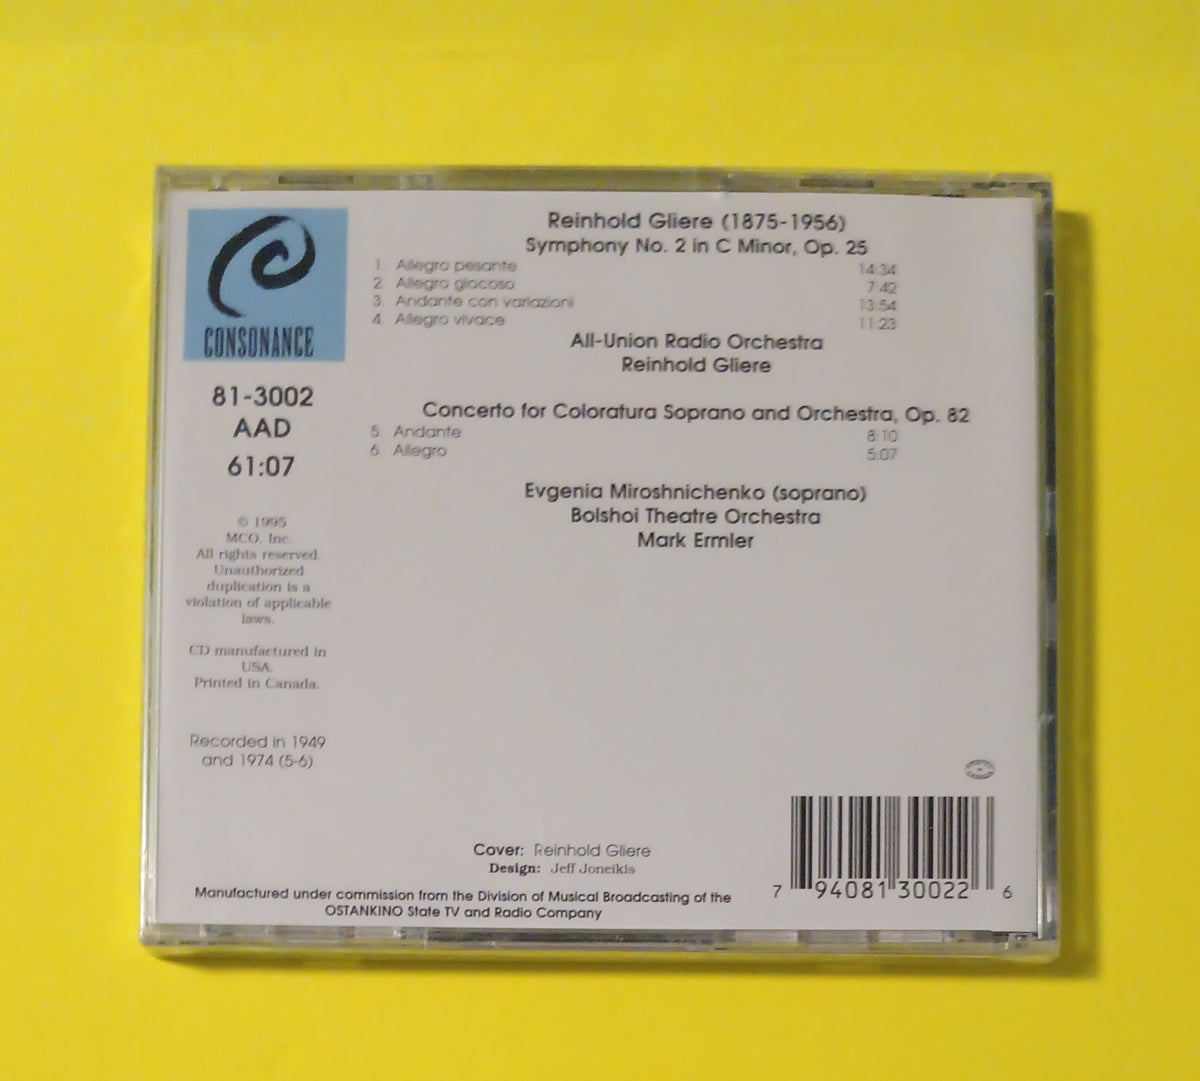 Reinhold Gliere (1875-1956)
Symphony No. 2 in C Minor, Op. 25
1. Allegro pesante 14:34
2. Allegro giocoso 7:42
3. Andante con variazioni 13:54
4. Allegro vivace 11:23
All-Union Radio Orchestra
Reinhold Gliere
Concerto for Coloratura Soprano and Orchestra, Op. 82
5. Andante 8:10
6. Allegro 5:07
Evgenia Miroshnichenko (soprano)
Bolshoi Theatre Orchestra
Mark Ermler
CONSONANCE
81-3002
AAD
61:07
© 1995
MCO, Inc.
All rights reserved.
Unauthorized
duplication is a
violation of applicable
laws.
CD manufactured in
USA.
Printed in Canada.
Recorded in 1949
and 1974 (5-6)
Cover: Reinhold Gliere
Design: Jeff Joneikis
Manufactured under commission from the Division of Musical Broadcasting of the
OSTANKINO State TV and Radio Company
7 94081 30022 6